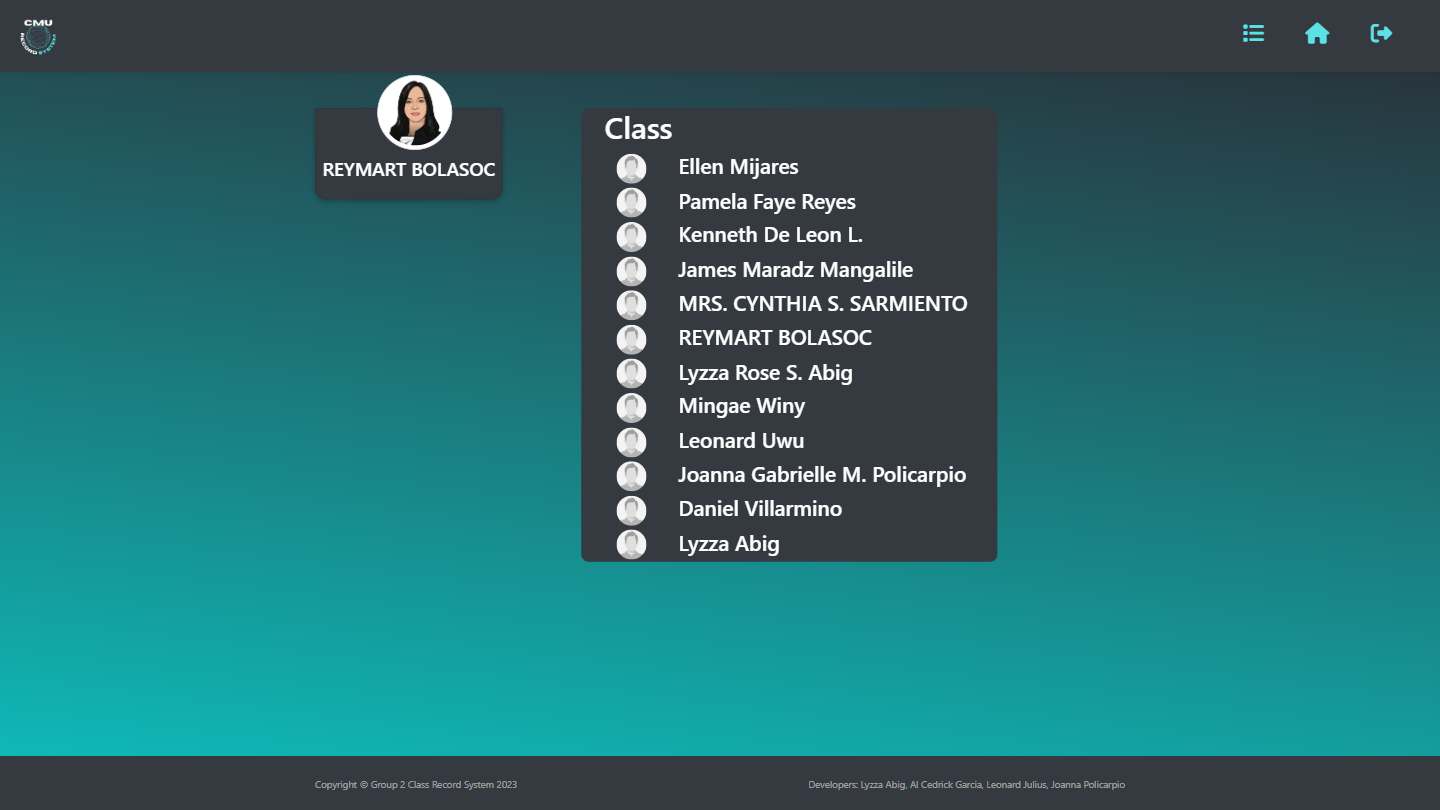 CMU
RECORD SYSTEM
REYMART BOLASOC
Class
Ellen Mijares
Pamela Faye Reyes
Kenneth De Leon L.
James Maradz Mangalile
MRS. CYNTHIA S. SARMIENTO
REYMART BOLASOC
Lyzza Rose S. Abig
Mingae Winy
Leonard Uwu
Joanna Gabrielle M. Policarpio
Daniel Villarmino
Lyzza Abig
Copyright © Group 2 Class Record System 2023
Developers: Lyzza Abig, Al Cedrick Garcia, Leonard Julius, Joanna Policarpio